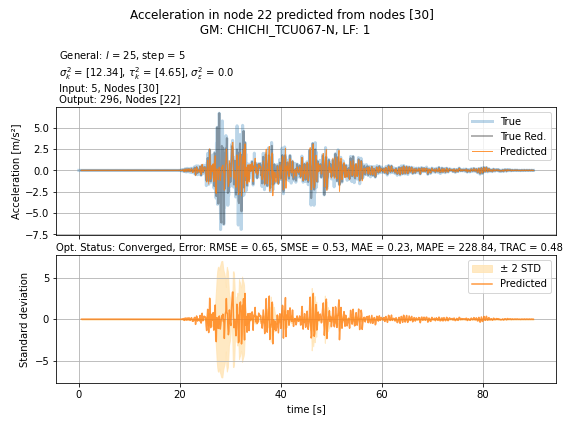 Acceleration in node 22 predicted from nodes [30]
GM: CHICHI_TCU067-N, LF: 1
General: l = 25, step = 5
σ²ₖ = [12.34], τ²ₖ = [4.65], σ²ε = 0.0
Input: 5, Nodes [30]
Output: 296, Nodes [22]
Acceleration [m/s²]
5.0
2.5
0.0
−2.5
−5.0
−7.5
True
True Red.
Predicted
Opt. Status: Converged, Error: RMSE = 0.65, SMSE = 0.53, MAE = 0.23, MAPE = 228.84, TRAC = 0.48
Standard deviation
5
0
−5
± 2 STD
Predicted
0 20 40 60 80
time [s]